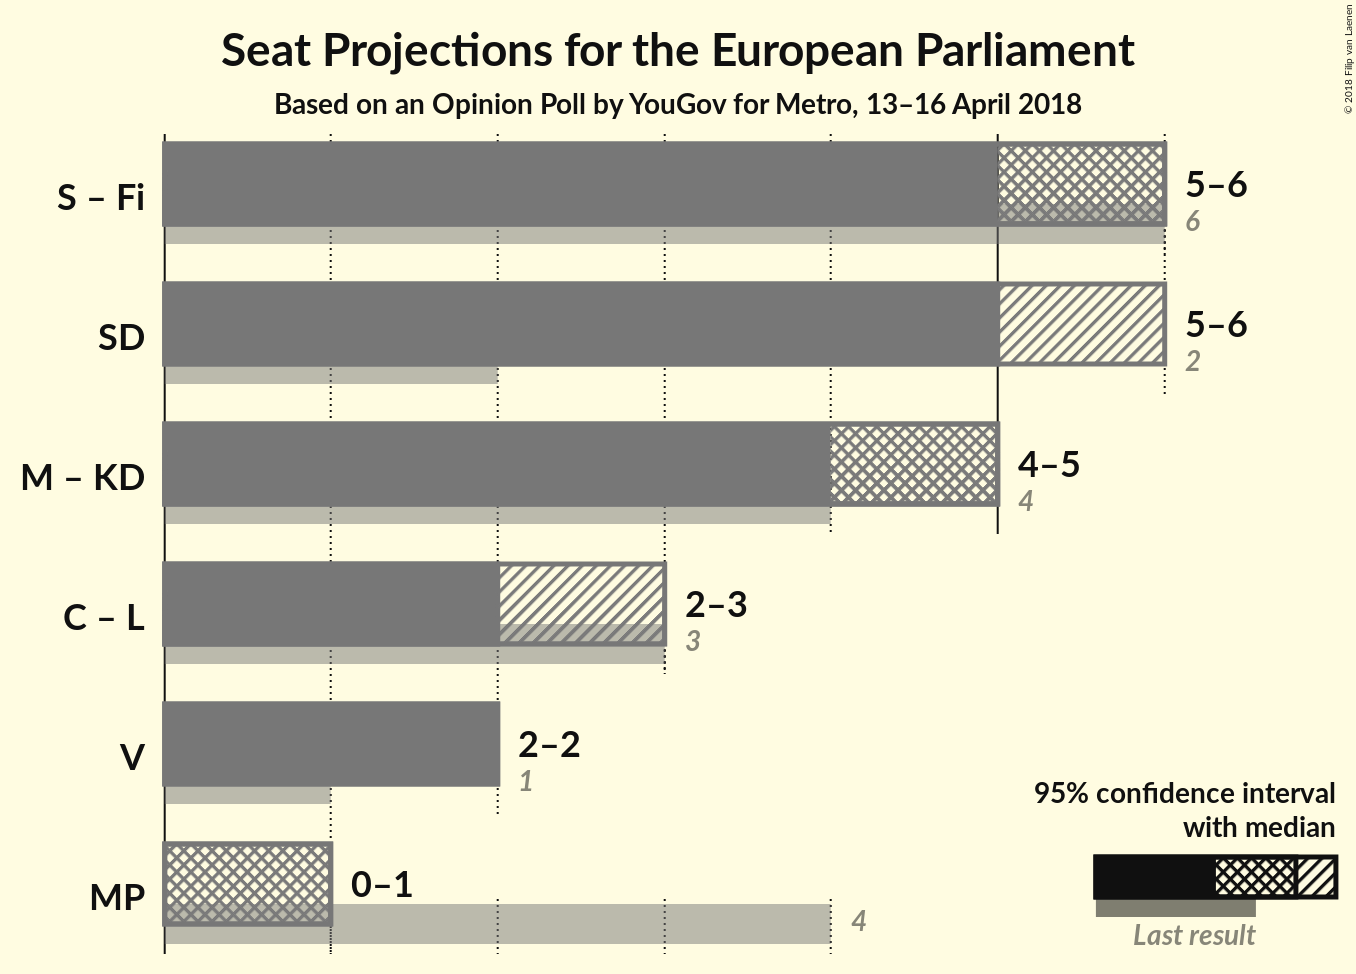 Seat Projections for the European Parliament
Based on an Opinion Poll by YouGov for Metro, 13–16 April 2018
© 2018 Filip van Laenen
S – Fi
5–6
6
SD
5–6
2
M – KD
4–5
4
C – L
2–3
3
V
2–2
1
MP
0–1
4
95% confidence interval
with median
Last result